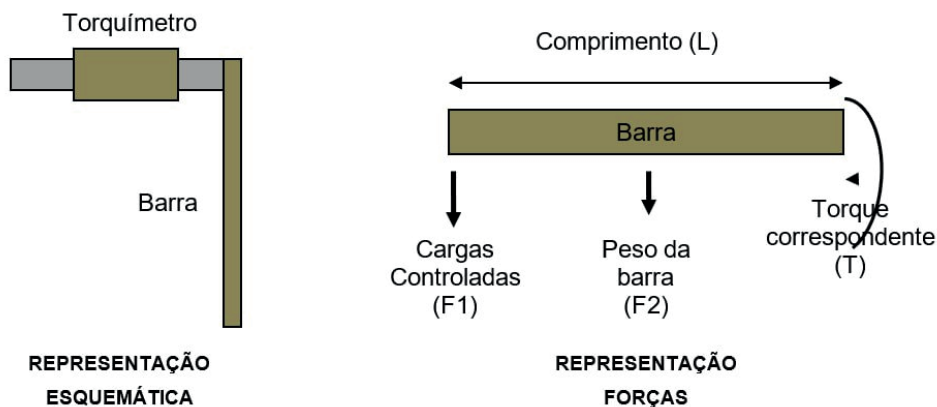 Torquímetro
Barra
REPRESENTAÇÃO
ESQUEMÁTICA
Comprimento (L)
Barra
Cargas
Controladas
(F1)
Peso da
barra
(F2)
Torque
correspondente
(T)
REPRESENTAÇÃO
FORÇAS